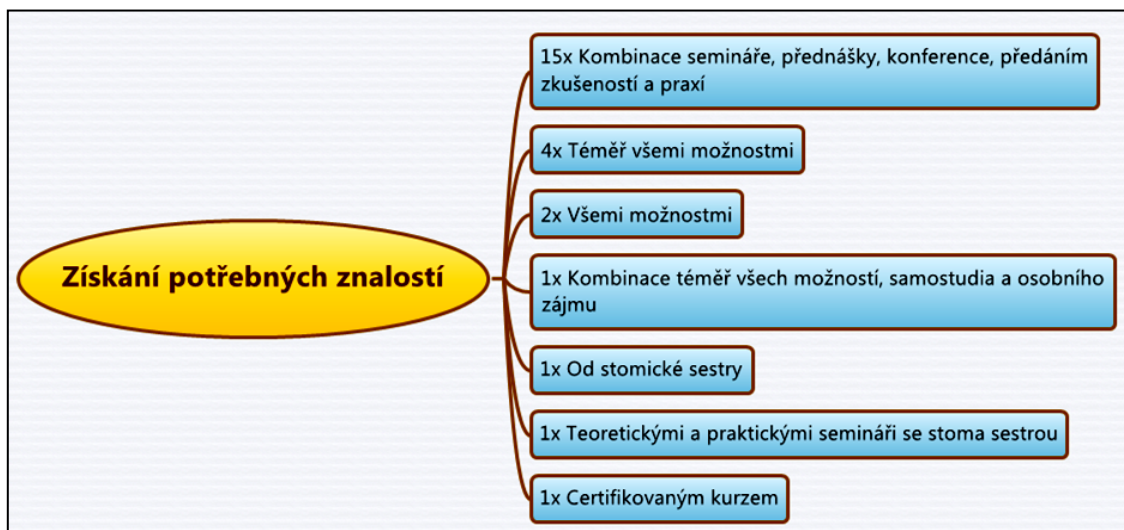 15x Kombinace semináře, přednášky, konference, předáním
zkušeností a praxí
4x Téměř všemi možnostmi
2x Všemi možnostmi
Získání potřebných znalostí
1x Kombinace téměř všech možností, samostudia a osobního
zájmu
1x Od stomické sestry
1x Teoretickými a praktickými semináři se stoma sestrou
1x Certifikovaným kurzem